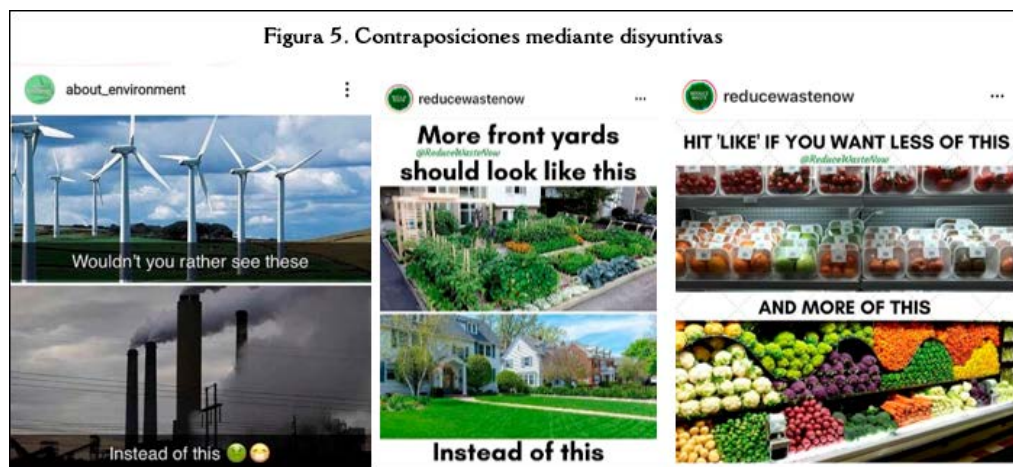 Figura 5. Contraposiciones mediante disyuntivas
about_environment
Wouldn't you rather see these
Instead of this 🤢😷
reducewastenow
More front yards
@ReduceWasteNow
should look like this
Instead of this
reducewastenow
HIT 'LIKE' IF YOU WANT LESS OF THIS
@ReduceWasteNow
AND MORE OF THIS